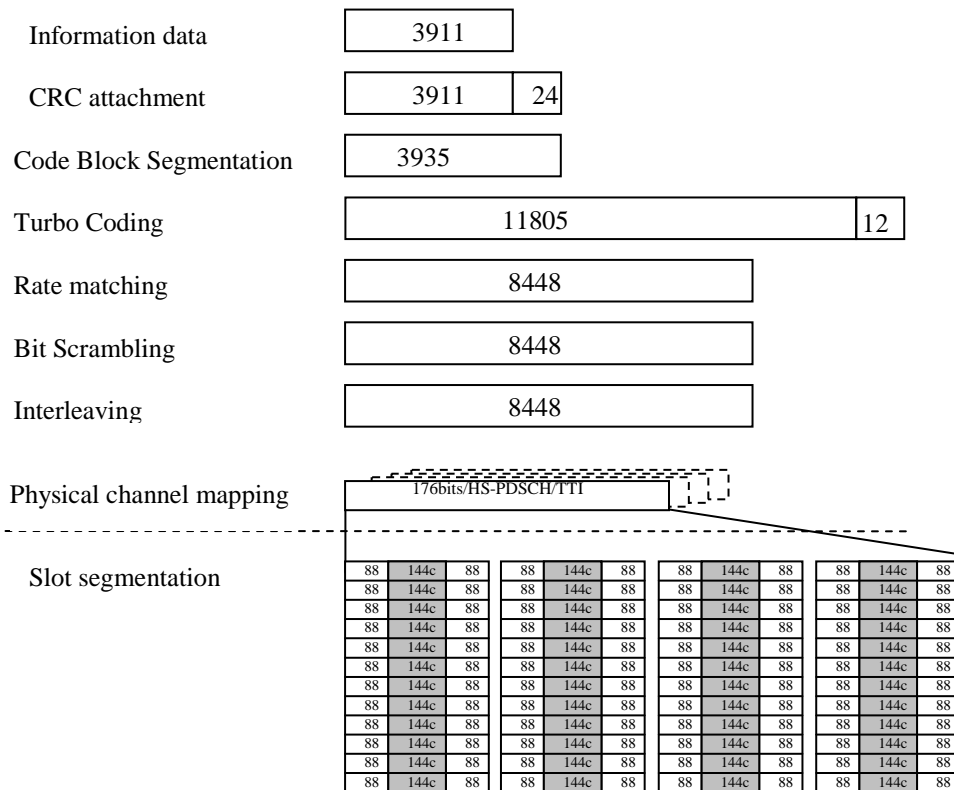 Information data 3911
CRC attachment 3911 24
Code Block Segmentation 3935
Turbo Coding 11805 12
Rate matching 8448
Bit Scrambling 8448
Interleaving 8448
Physical channel mapping 176bits/HS-PDSCH/TTI
Slot segmentation
88 144c 88 88 144c 88 88 144c 88 88 144c 88
88 144c 88 88 144c 88 88 144c 88 88 144c 88
88 144c 88 88 144c 88 88 144c 88 88 144c 88
88 144c 88 88 144c 88 88 144c 88 88 144c 88
88 144c 88 88 144c 88 88 144c 88 88 144c 88
88 144c 88 88 144c 88 88 144c 88 88 144c 88
88 144c 88 88 144c 88 88 144c 88 88 144c 88
88 144c 88 88 144c 88 88 144c 88 88 144c 88
88 144c 88 88 144c 88 88 144c 88 88 144c 88
88 144c 88 88 144c 88 88 144c 88 88 144c 88
88 144c 88 88 144c 88 88 144c 88 88 144c 88
88 144c 88 88 144c 88 88 144c 88 88 144c 88